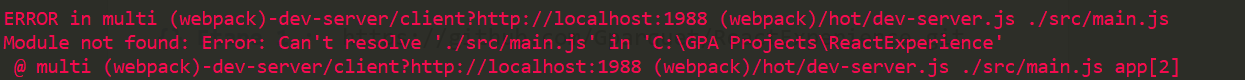 ERROR in multi (webpack)-dev-server/client?http://localhost:1988 (webpack)/hot/dev-server.js ./src/main.js
Module not found: Error: Can't resolve './src/main.js' in 'C:\GPA Projects\ReactExperience'
@ multi (webpack)-dev-server/client?http://localhost:1988 (webpack)/hot/dev-server.js ./src/main.js app[2]